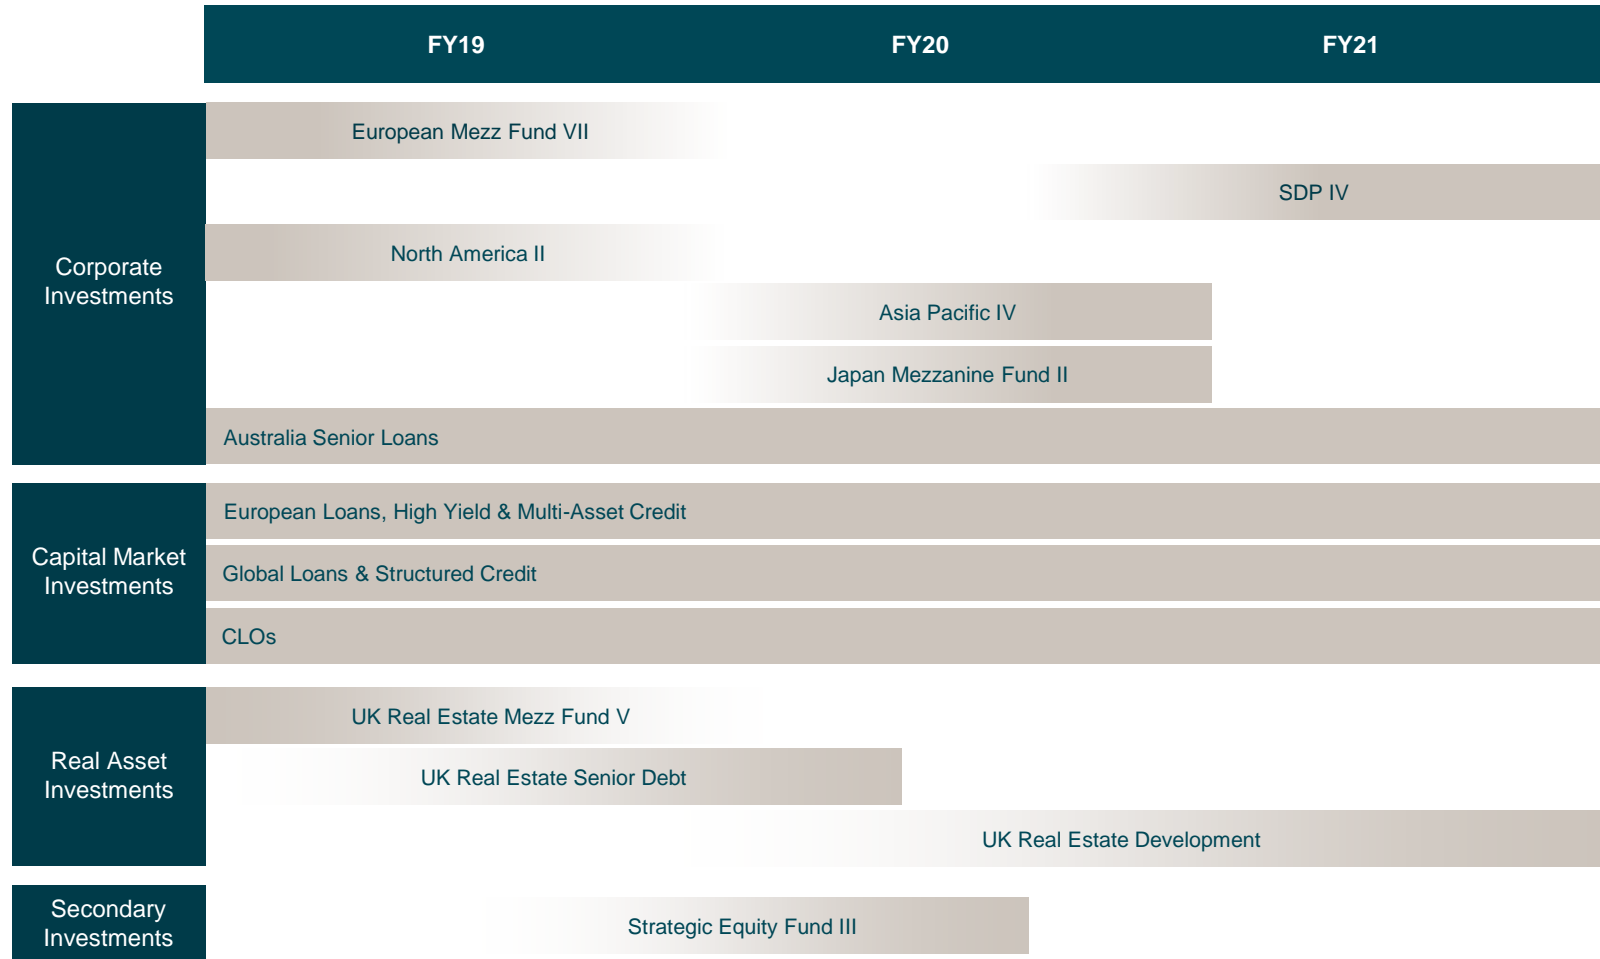 FY19
FY20
FY21
Corporate
Investments
European Mezz Fund VII
SDP IV
North America II
Asia Pacific IV
Japan Mezzanine Fund II
Australia Senior Loans
Capital Market
Investments
European Loans, High Yield & Multi-Asset Credit
Global Loans & Structured Credit
CLOs
Real Asset
Investments
UK Real Estate Mezz Fund V
UK Real Estate Senior Debt
UK Real Estate Development
Secondary
Investments
Strategic Equity Fund III